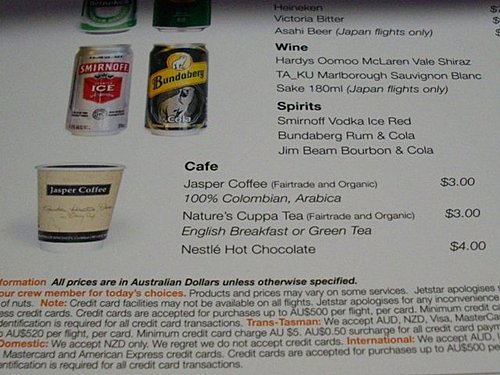 Heineken
Heineken
Victoria Bitter
Asahi Beer (Japan flights only)
Wine
Hardys Oomoo McLaren Vale Shiraz
TA_KU Marlborough Sauvignon Blanc
Sake 180ml (Japan flights only)
Spirits
Smirnoff Vodka Ice Red
Bundaberg Rum & Cola
Jim Beam Bourbon & Cola
SMIRNOFF
ICE
Bundaberg
Cola
Cafe
Jasper Coffee (Fairtrade and Organic) $3.00
100% Colombian, Arabica
Nature's Cuppa Tea (Fairtrade and Organic) $3.00
English Breakfast or Green Tea
Nestlé Hot Chocolate $4.00
Jasper Coffee
formation All prices are in Australian Dollars unless otherwise specified.
our crew member for today's choices. Products and prices may vary on some services. Jetstar apologises
of nuts. Note: Credit card facilities may not be available on all flights. Jetstar apologises for any inconvenience
ess credit cards. Credit cards are accepted for purchases up to AU$500 per flight, per card. Minimum credit ca
dentification is required for all credit card transactions. Trans-Tasman: We accept AUD, NZD, Visa, MasterCa
o AU$520 per flight, per card. Minimum credit card charge AU $5. AU$0.50 surcharge for all credit card paym
Domestic: We accept NZD only. We regret we do not accept credit cards. International: We accept AUD,
Mastercard and American Express credit cards. Credit cards are accepted for purchases up to AU$500 pe
entification is required for all credit card transactions.